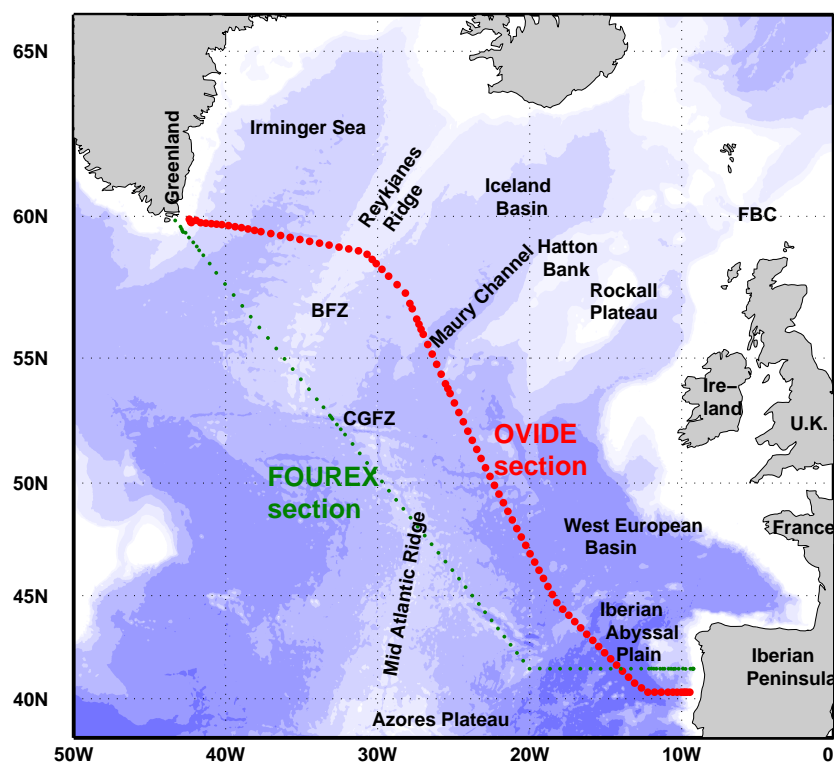 65N
60N
55N
50N
45N
40N
50W
40W
30W
20W
10W
0
Greenland
Irminger Sea
Reykjanes
Ridge
Iceland
Basin
FBC
Hatton
Bank
Rockall
Plateau
Maury Channel
BFZ
CGFZ
Ire−
land
U.K.
OVIDE
section
FOUREX
section
West European
Basin
France
Mid Atlantic Ridge
Iberian
Abyssal
Plain
Iberian
Peninsula
Azores Plateau